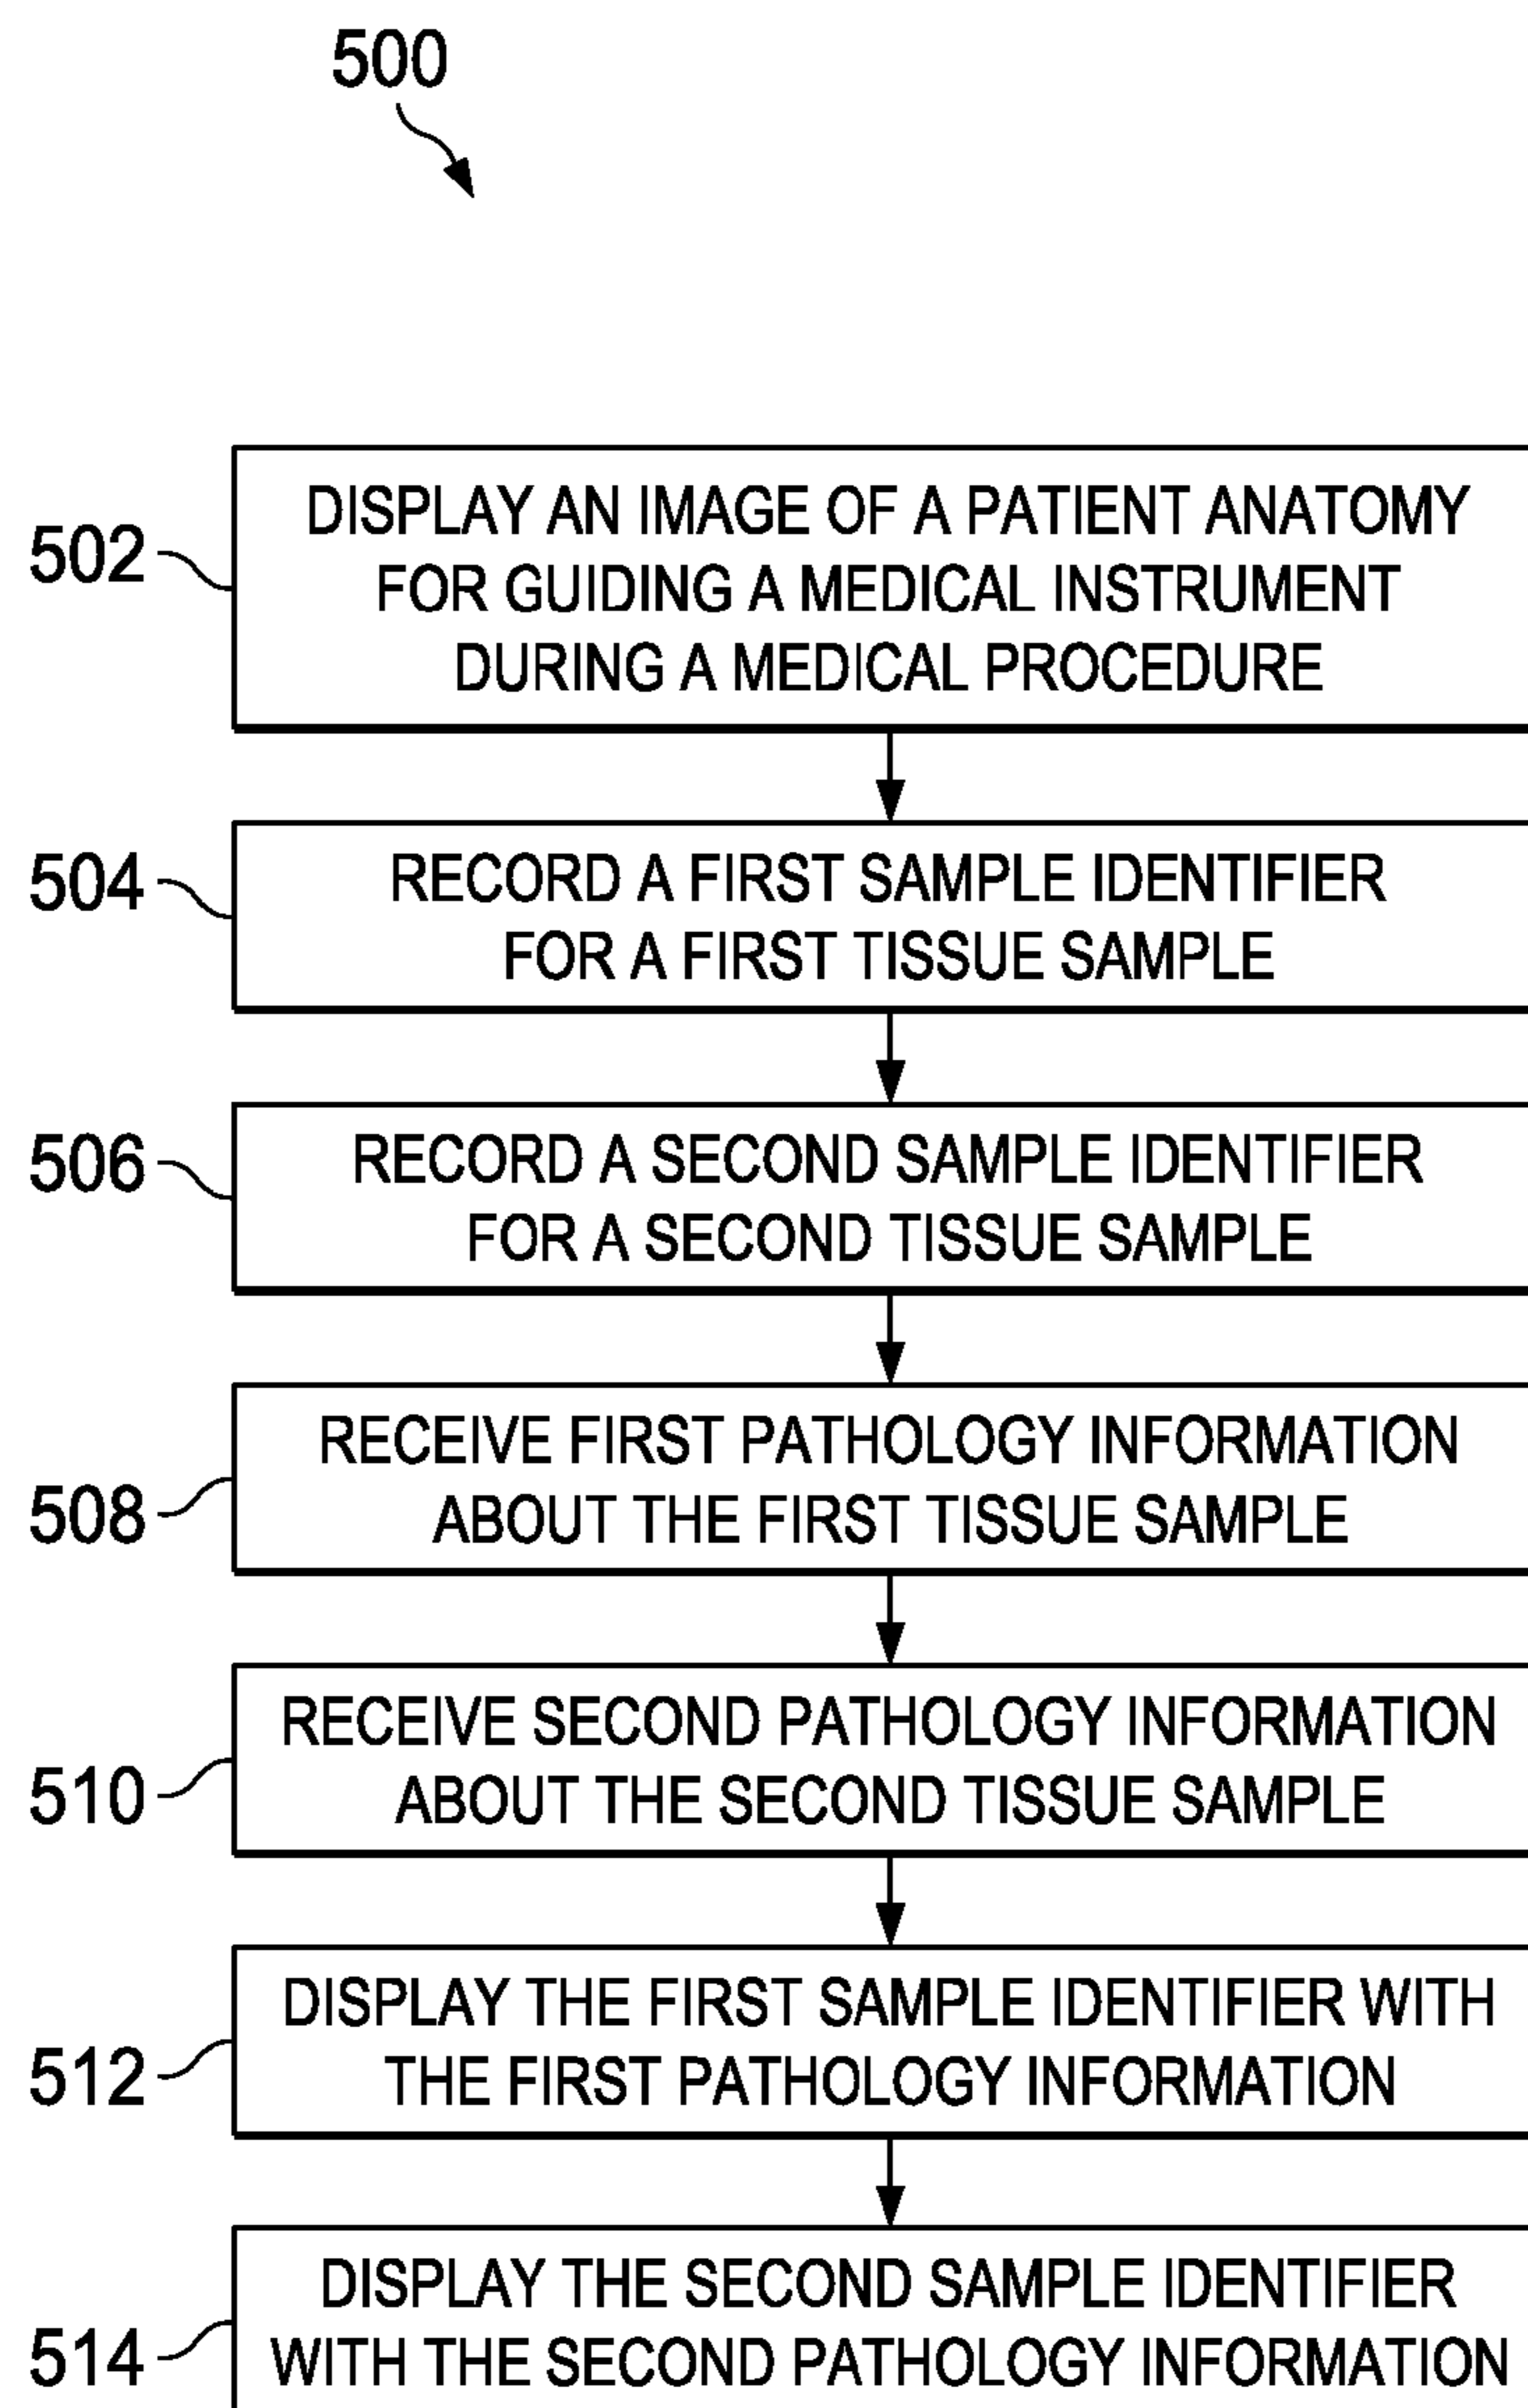 500
502
DISPLAY AN IMAGE OF A PATIENT ANATOMY
FOR GUIDING A MEDICAL INSTRUMENT
DURING A MEDICAL PROCEDURE
504
RECORD A FIRST SAMPLE IDENTIFIER
FOR A FIRST TISSUE SAMPLE
506
RECORD A SECOND SAMPLE IDENTIFIER
FOR A SECOND TISSUE SAMPLE
508
RECEIVE FIRST PATHOLOGY INFORMATION
ABOUT THE FIRST TISSUE SAMPLE
510
RECEIVE SECOND PATHOLOGY INFORMATION
ABOUT THE SECOND TISSUE SAMPLE
512
DISPLAY THE FIRST SAMPLE IDENTIFIER WITH
THE FIRST PATHOLOGY INFORMATION
514
DISPLAY THE SECOND SAMPLE IDENTIFIER
WITH THE SECOND PATHOLOGY INFORMATION